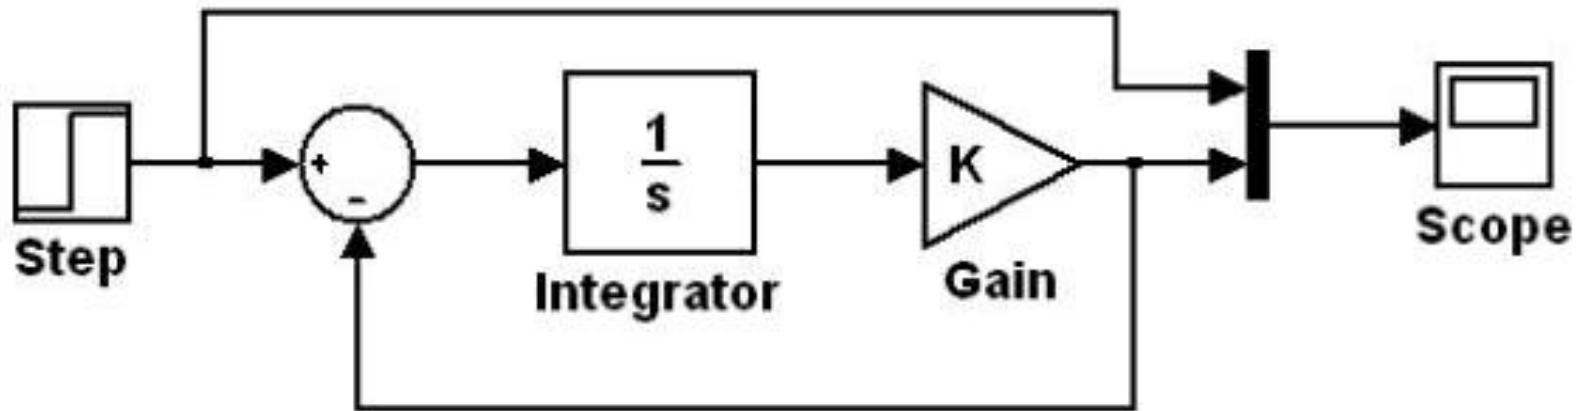 Step
+
-
1
s
Integrator
K
Gain
Scope